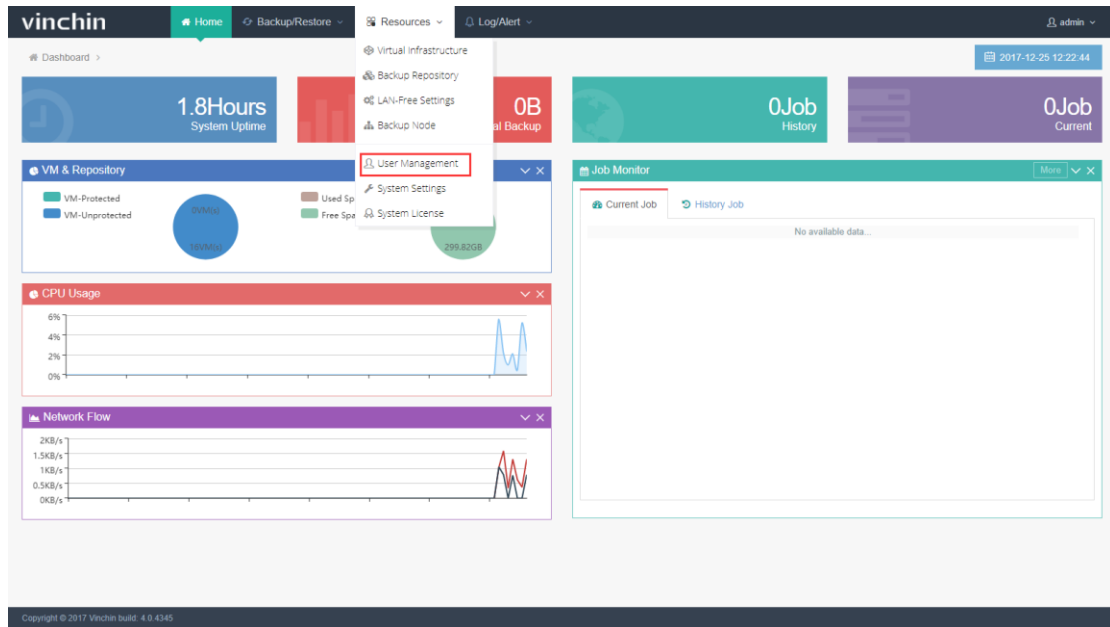 vinchin
Home
Backup/Restore
Resources
Log/Alert
admin
Dashboard >
2017-12-25 12:22:44
Virtual Infrastructure
Backup Repository
LAN-Free Settings
Backup Node
User Management
System Settings
System License
1.8Hours
System Uptime
0B
al Backup
0Job
History
0Job
Current
VM & Repository
VM-Protected
VM-Unprotected
0VM(s)
16VM(s)
Used Sp
Free Spa
299.82GB
Job Monitor
More
Current Job
History Job
No available data...
CPU Usage
6%
4%
2%
0%
Network Flow
2KB/s
1.5KB/s
1KB/s
0.5KB/s
0KB/s
Copyright © 2017 Vinchin build: 4.0.4345